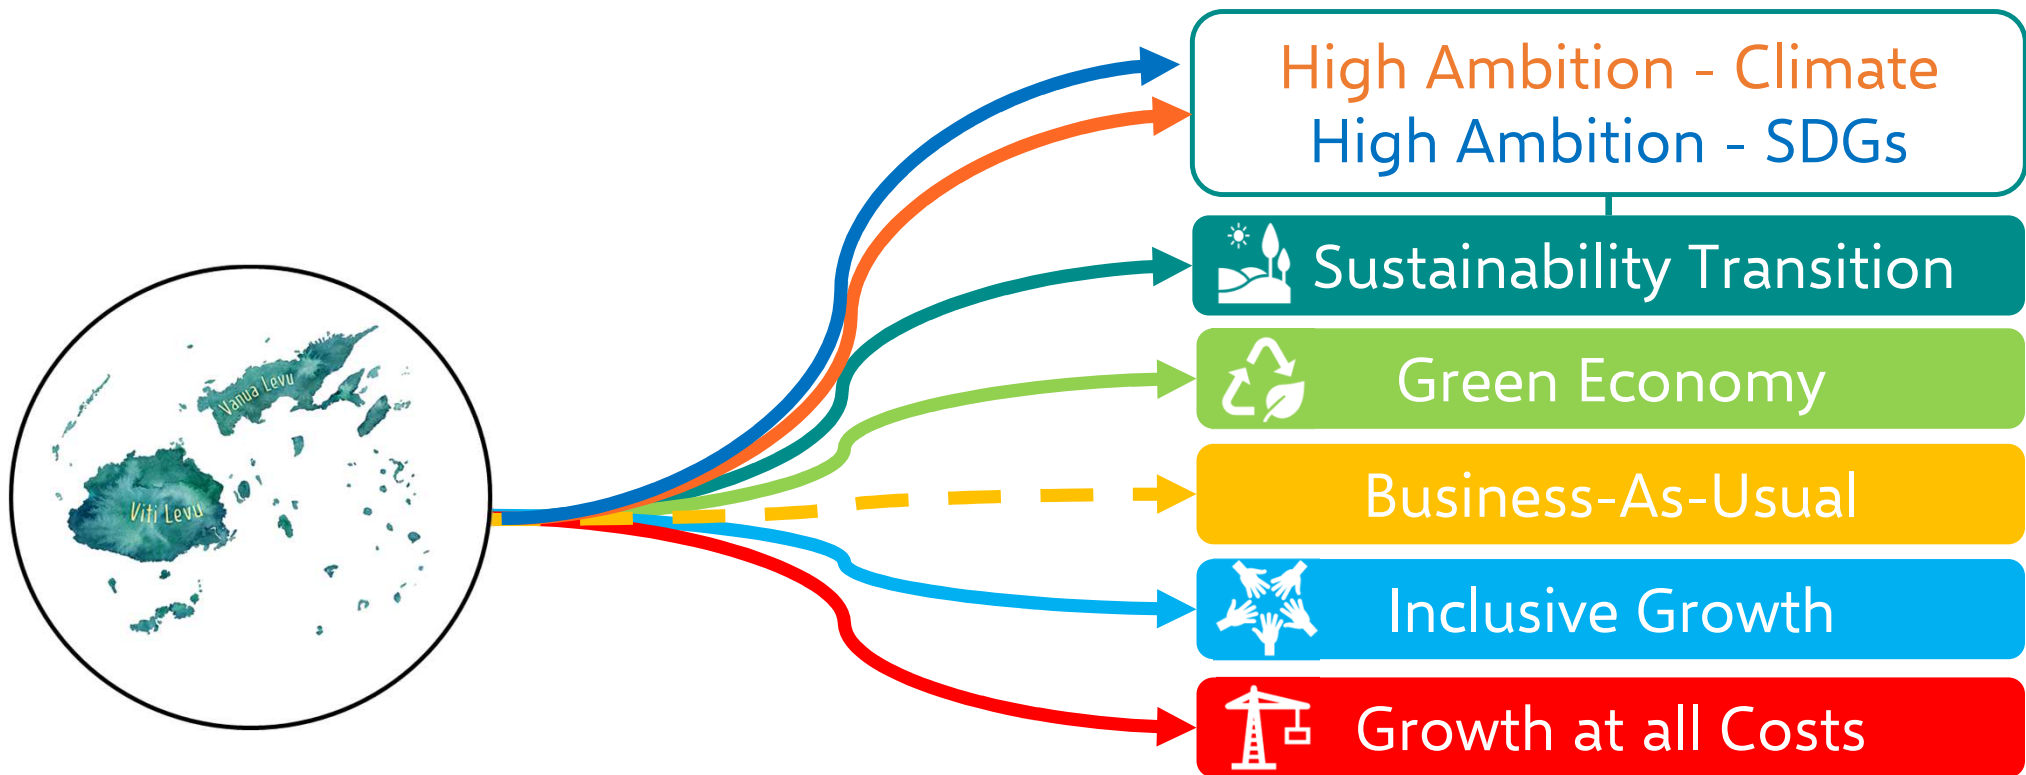 High Ambition - Climate
High Ambition - SDGs
Sustainability Transition
Green Economy
Business-As-Usual
Inclusive Growth
Growth at all Costs
Vanua Levu
Viti Levu